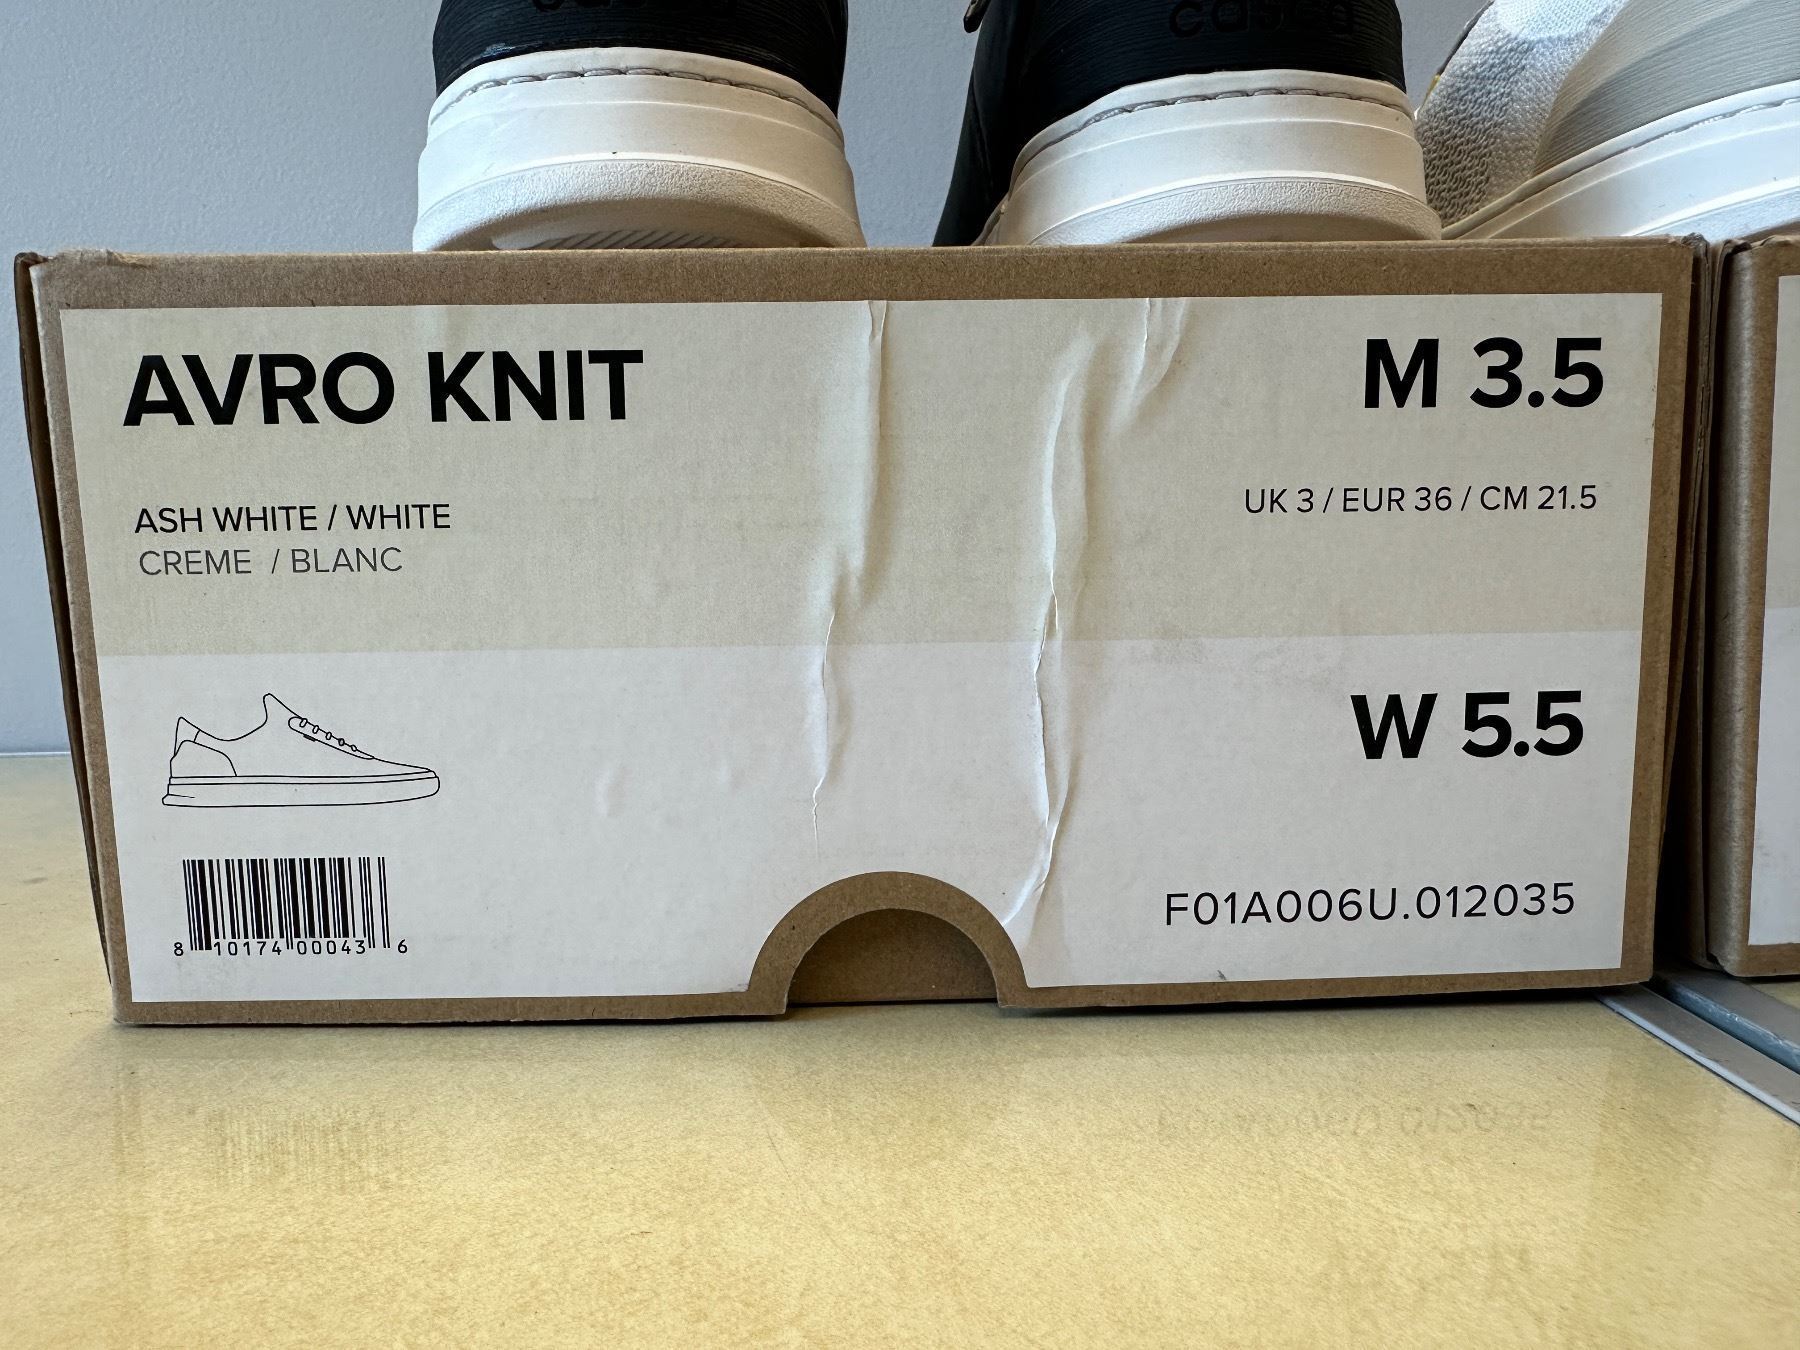 casca
AVRO KNIT
M 3.5
ASH WHITE / WHITE
CREME / BLANC
UK 3 / EUR 36 / CM 21.5
W 5.5
F01A006U.012035
8 10174 00043 6